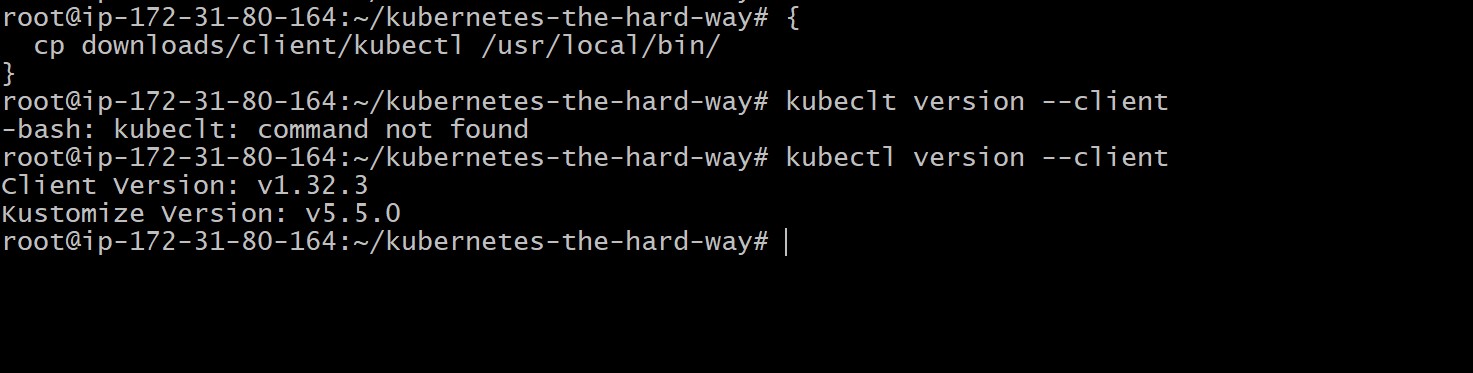 root@ip-172-31-80-164:~/kubernetes-the-hard-way# {
  cp downloads/client/kubectl /usr/local/bin/
}
root@ip-172-31-80-164:~/kubernetes-the-hard-way# kubeclt version --client
-bash: kubeclt: command not found
root@ip-172-31-80-164:~/kubernetes-the-hard-way# kubectl version --client
Client Version: v1.32.3
Kustomize Version: v5.5.0
root@ip-172-31-80-164:~/kubernetes-the-hard-way#